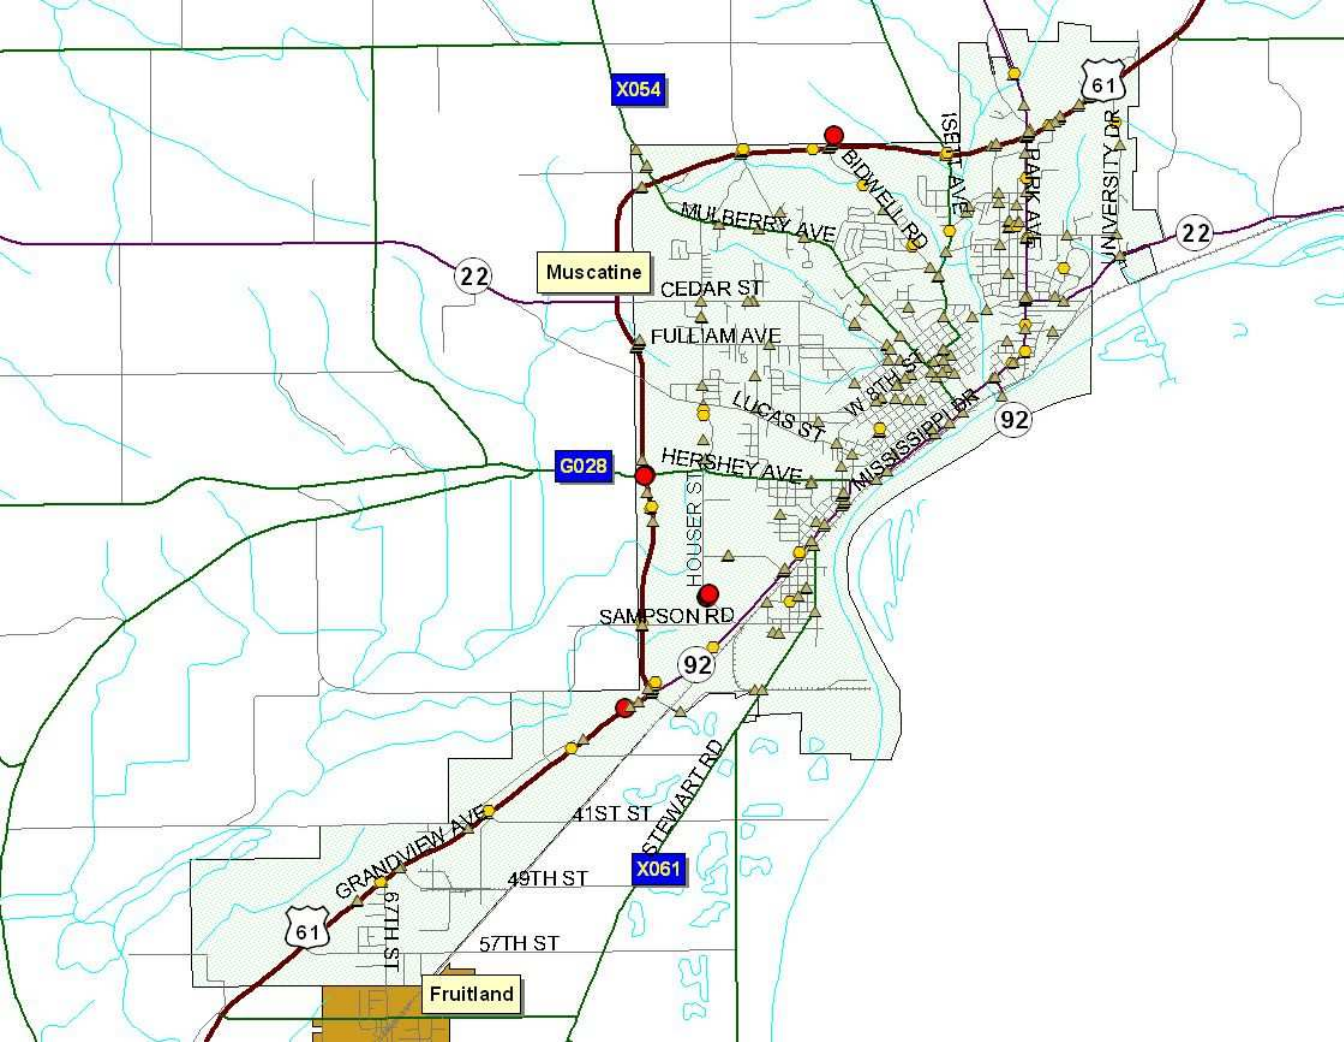 61
X054
ISETT AVE
BIDWELL RD
PARK AVE
UNIVERSITY DR
MULBERRY AVE
22
22
Muscatine
CEDAR ST
FULLIAM AVE
W 8TH ST
LUCAS ST
MISSISSIPPI DR
92
HERSHEY AVE
G028
HOUSER ST
SAMPSON RD
92
STEWART RD
41ST ST
GRANDVIEW AVE
X061
49TH ST
67TH ST
61
57TH ST
Fruitland